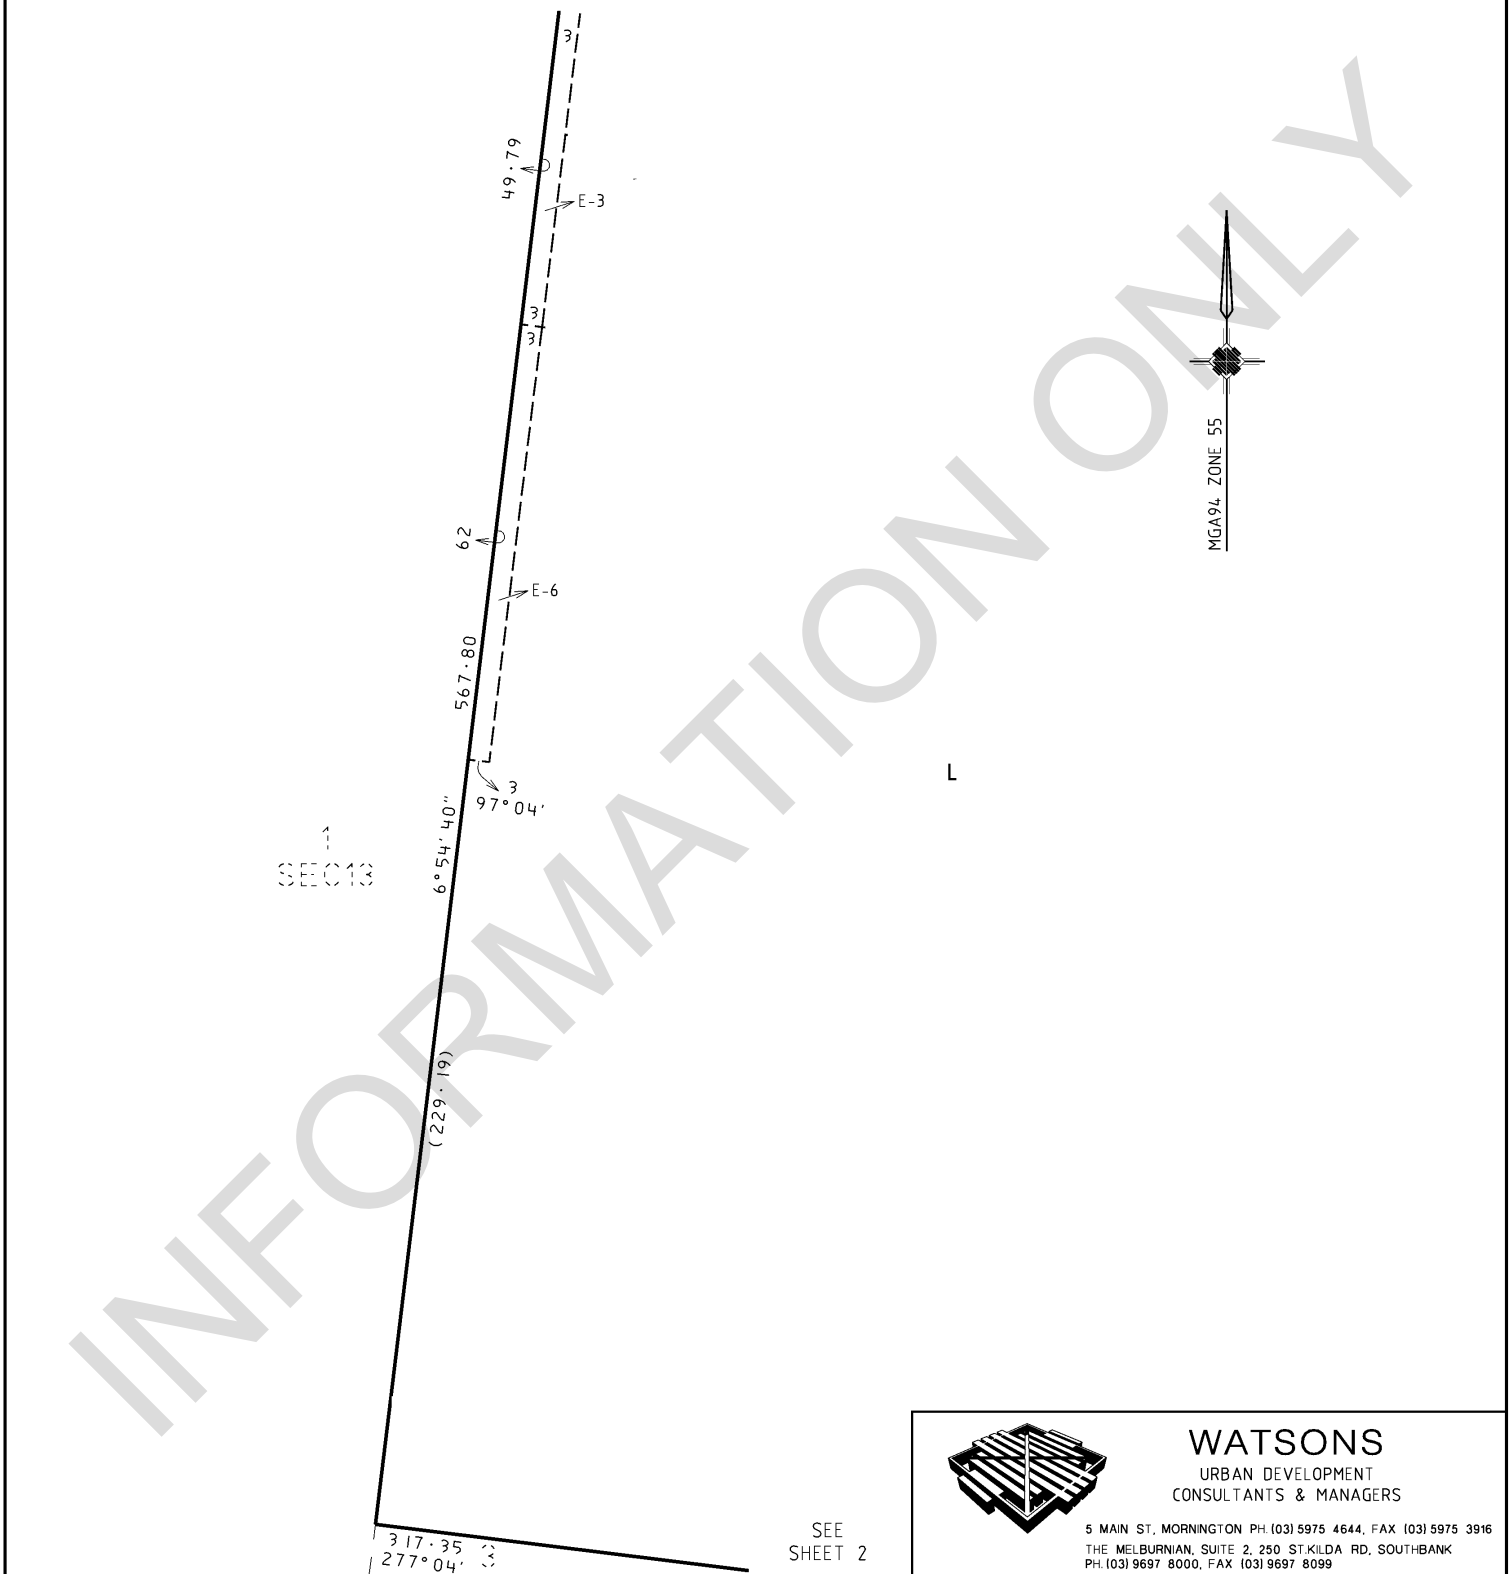 3
49·79
E-3
3
3
MGA94 ZONE 55
62
E-6
567·80
3
97°04'
L
6°54'40"
1
SEC13
(229·19)
INFORMATION ONLY
317·35
277°04'
SEE
SHEET 2
WATSONS
URBAN DEVELOPMENT
CONSULTANTS & MANAGERS
5 MAIN ST, MORNINGTON PH.(03) 5975 4644, FAX (03) 5975 3916
THE MELBURNIAN, SUITE 2, 250 ST.KILDA RD, SOUTHBANK
PH.(03) 9697 8000, FAX (03) 9697 8099